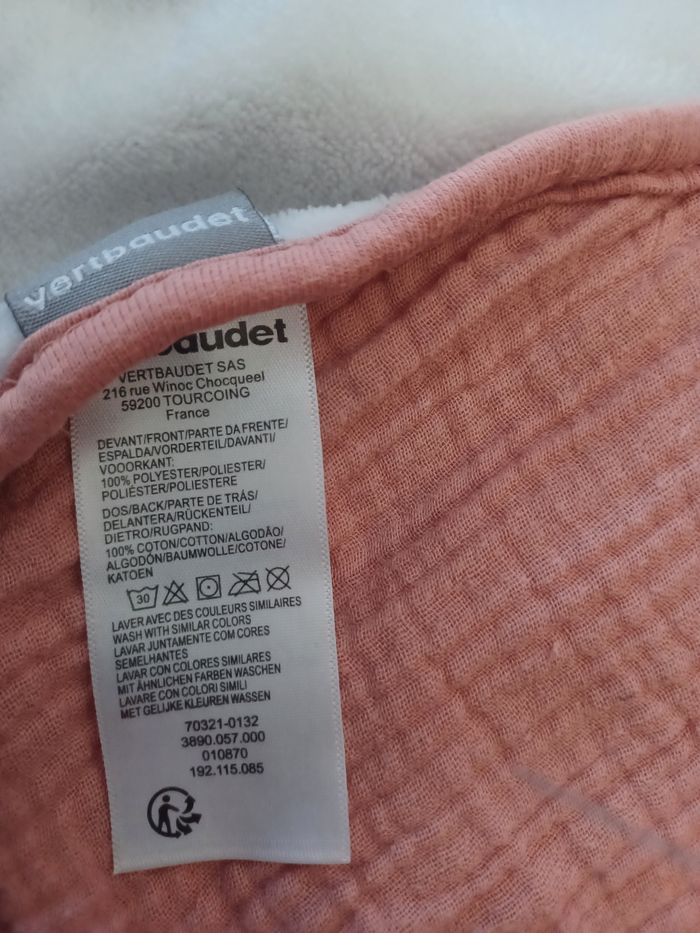 vertbaudet
baudet
VERTBAUDET SAS
216 rue Winoc Chocqueel
59200 TOURCOING
France
DEVANT/FRONT/PARTE DA FRENTE/
ESPALDA/VORDERTEIL/DAVANTI/
VOOORKANT:
100% POLYESTER/POLIESTER/
POLIÉSTER/POLIESTERE
DOS/BACK/PARTE DE TRÁS/
DELANTERA/RÜCKENTEIL/
DIETRO/RUGPAND:
100% COTON/COTTON/ALGODÃO/
ALGODÓN/BAUMWOLLE/COTONE/
KATOEN
30
LAVER AVEC DES COULEURS SIMILAIRES
WASH WITH SIMILAR COLORS
LAVAR JUNTAMENTE COM CORES
SEMELHANTES
LAVAR CON COLORES SIMILARES
MIT ÄHNLICHEN FARBEN WASCHEN
LAVARE CON COLORI SIMILI
MET GELIJKE KLEUREN WASSEN
70321-0132
3890.057.000
010870
192.115.085